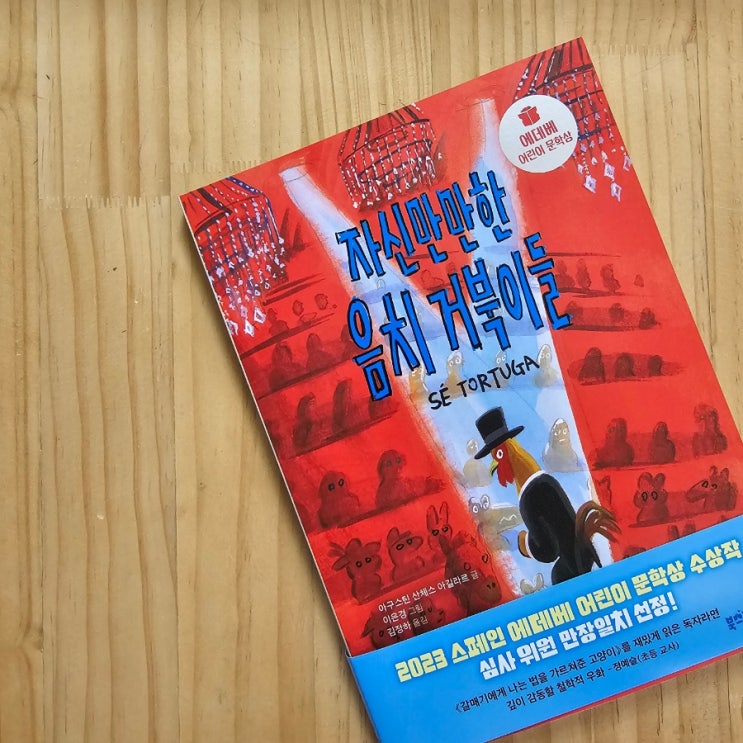 에데베
어린이 문학상
자신만만한
음치 거북이들
SÉ TORTUGA
아구스틴 산체스 아길라르 글
이은경 그림
김정하 옮김
2023 스페인 에데베 어린이 문학상 수상작
심사 위원 만장일치 선정!
《갈매기에게 나는 법을 가르쳐준 고양이》를 재밌게 읽은 독자라면
깊이 감동할 철학적 우화 -정예슬(초등 교사)